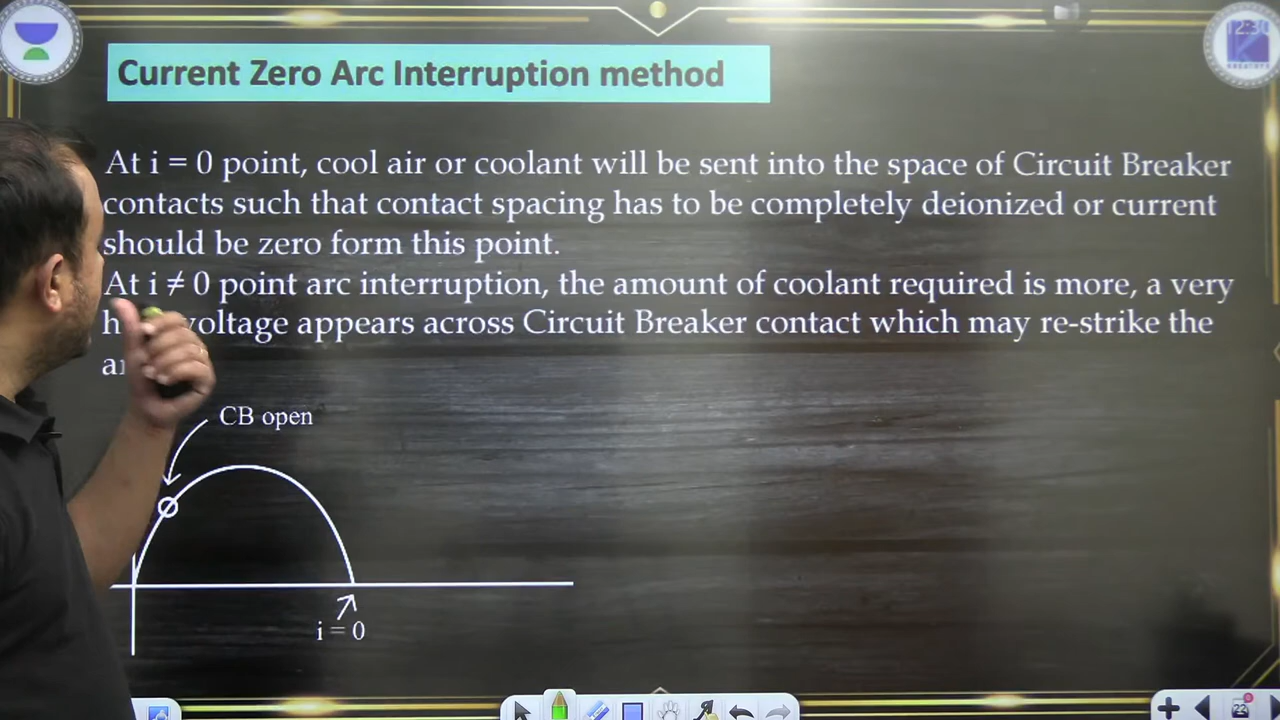 Current Zero Arc Interruption method
At i = 0 point, cool air or coolant will be sent into the space of Circuit Breaker
contacts such that contact spacing has to be completely deionized or current
should be zero form this point.
At i ≠ 0 point arc interruption, the amount of coolant required is more, a very
voltage appears across Circuit Breaker contact which may re-strike the
CB open
i = 0
23